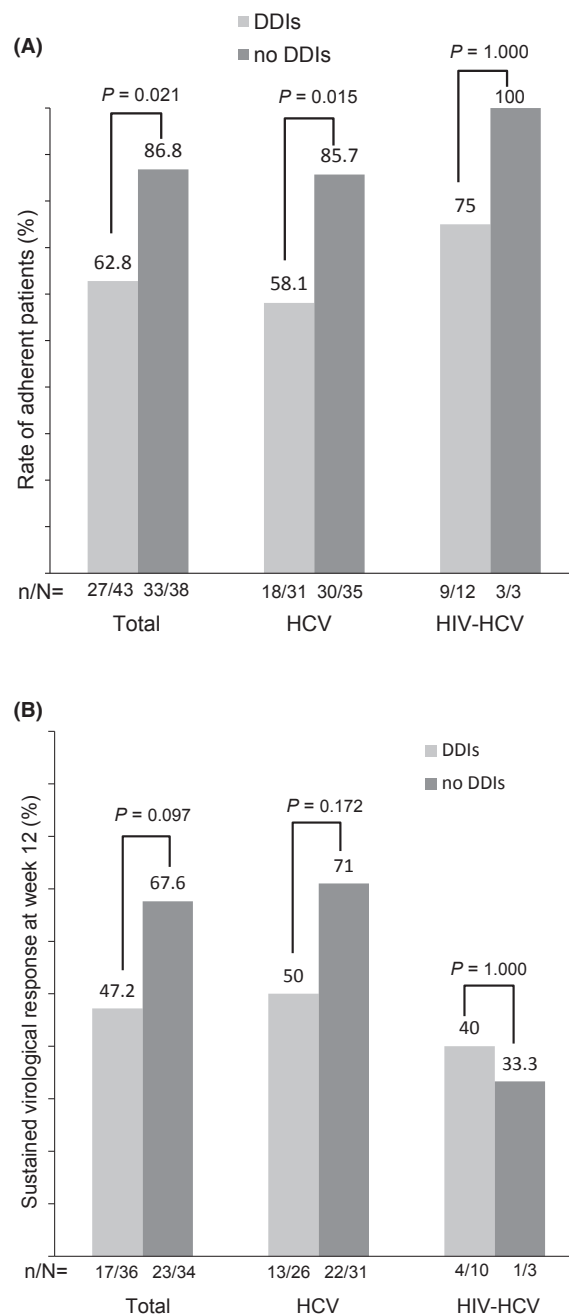 (A)
DDIs
no DDIs
P = 0.021
P = 0.015
P = 1.000
62.8
86.8
58.1
85.7
75
100
Rate of adherent patients (%)
n/N= 27/43 33/38 18/31 30/35 9/12 3/3
Total HCV HIV-HCV
(B)
DDIs
no DDIs
P = 0.097
P = 0.172
P = 1.000
47.2
67.6
50
71
40
33.3
Sustained virological response at week 12 (%)
n/N= 17/36 23/34 13/26 22/31 4/10 1/3
Total HCV HIV-HCV